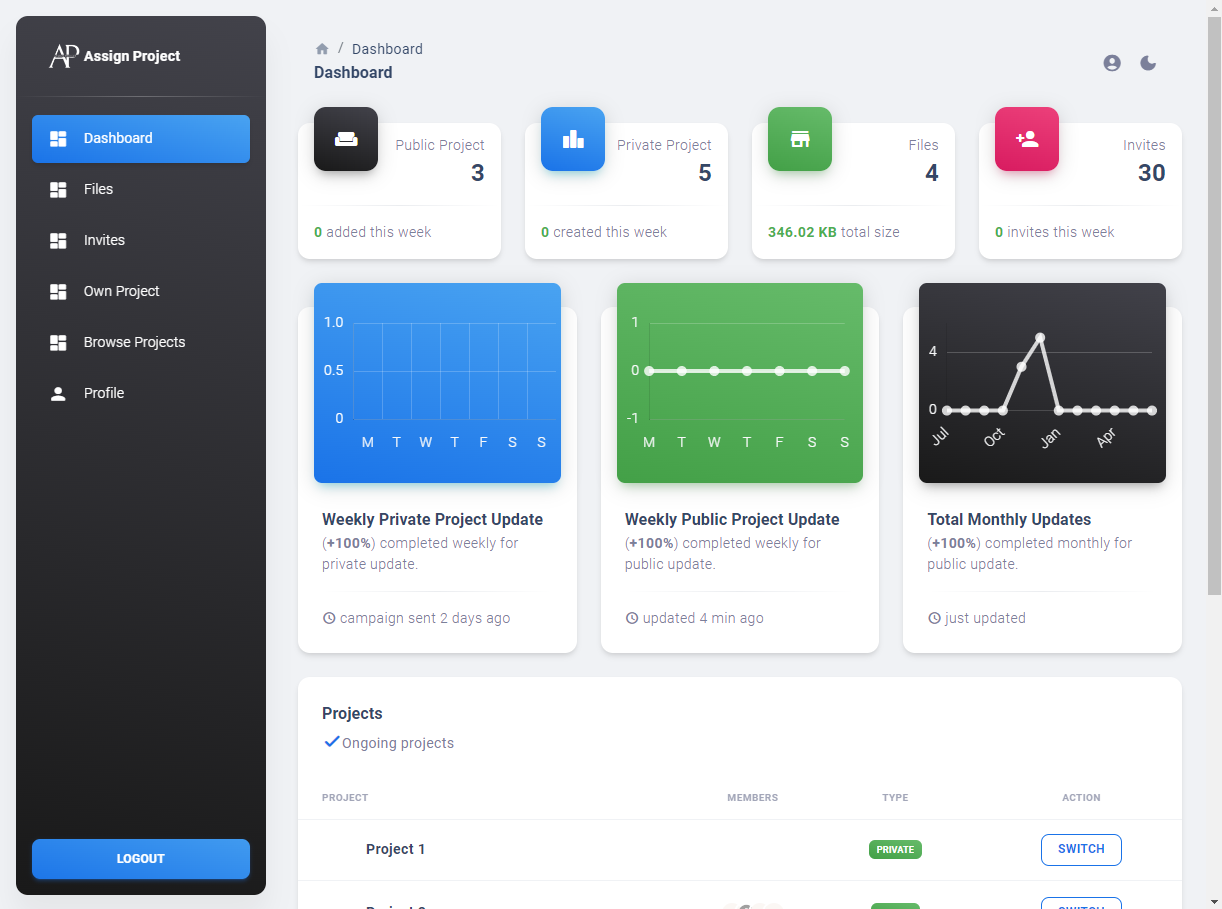 AP Assign Project
Dashboard
Files
Invites
Own Project
Browse Projects
Profile
LOGOUT
/ Dashboard
Dashboard
Public Project
3
0 added this week
Private Project
5
0 created this week
Files
4
346.02 KB total size
Invites
30
0 invites this week
1.0
0.5
0
M T W T F S S
Weekly Private Project Update
(+100%) completed weekly for
private update.
campaign sent 2 days ago
1
0
-1
M T W T F S S
Weekly Public Project Update
(+100%) completed weekly for
public update.
updated 4 min ago
4
0
Jul Oct Jan Apr
Total Monthly Updates
(+100%) completed monthly for
public update.
just updated
Projects
Ongoing projects
PROJECT MEMBERS TYPE ACTION
Project 1 PRIVATE SWITCH